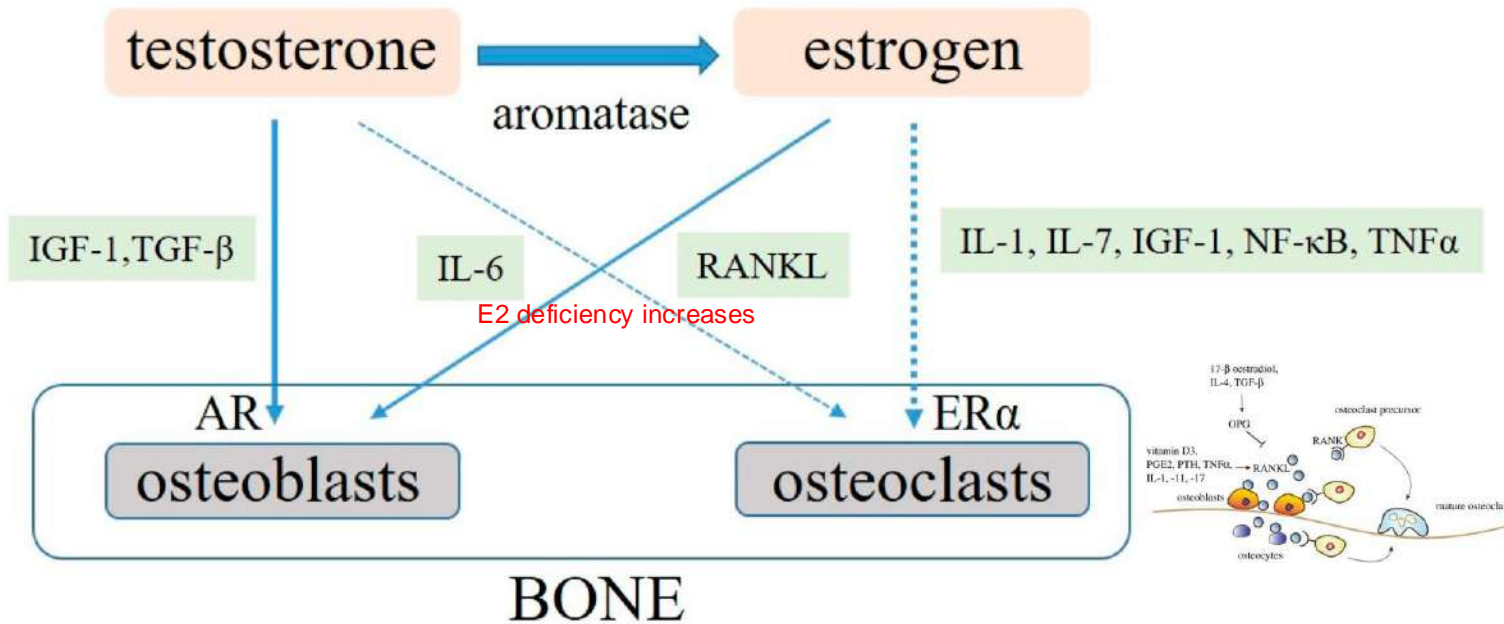 testosterone
estrogen
aromatase
IGF-1,TGF-β
IL-6
RANKL
IL-1, IL-7, IGF-1, NF-κB, TNFα
E2 deficiency increases
AR
ERα
osteoblasts
osteoclasts
BONE
17-β oestradiol,
IL-4, TGF-β
OPG
osteoclast precursor
RANK
vitamin D3,
PGE2, PTH, TNFα,
IL-1, -11, -17
RANKL
osteoblasts
mature osteocla
osteocytes